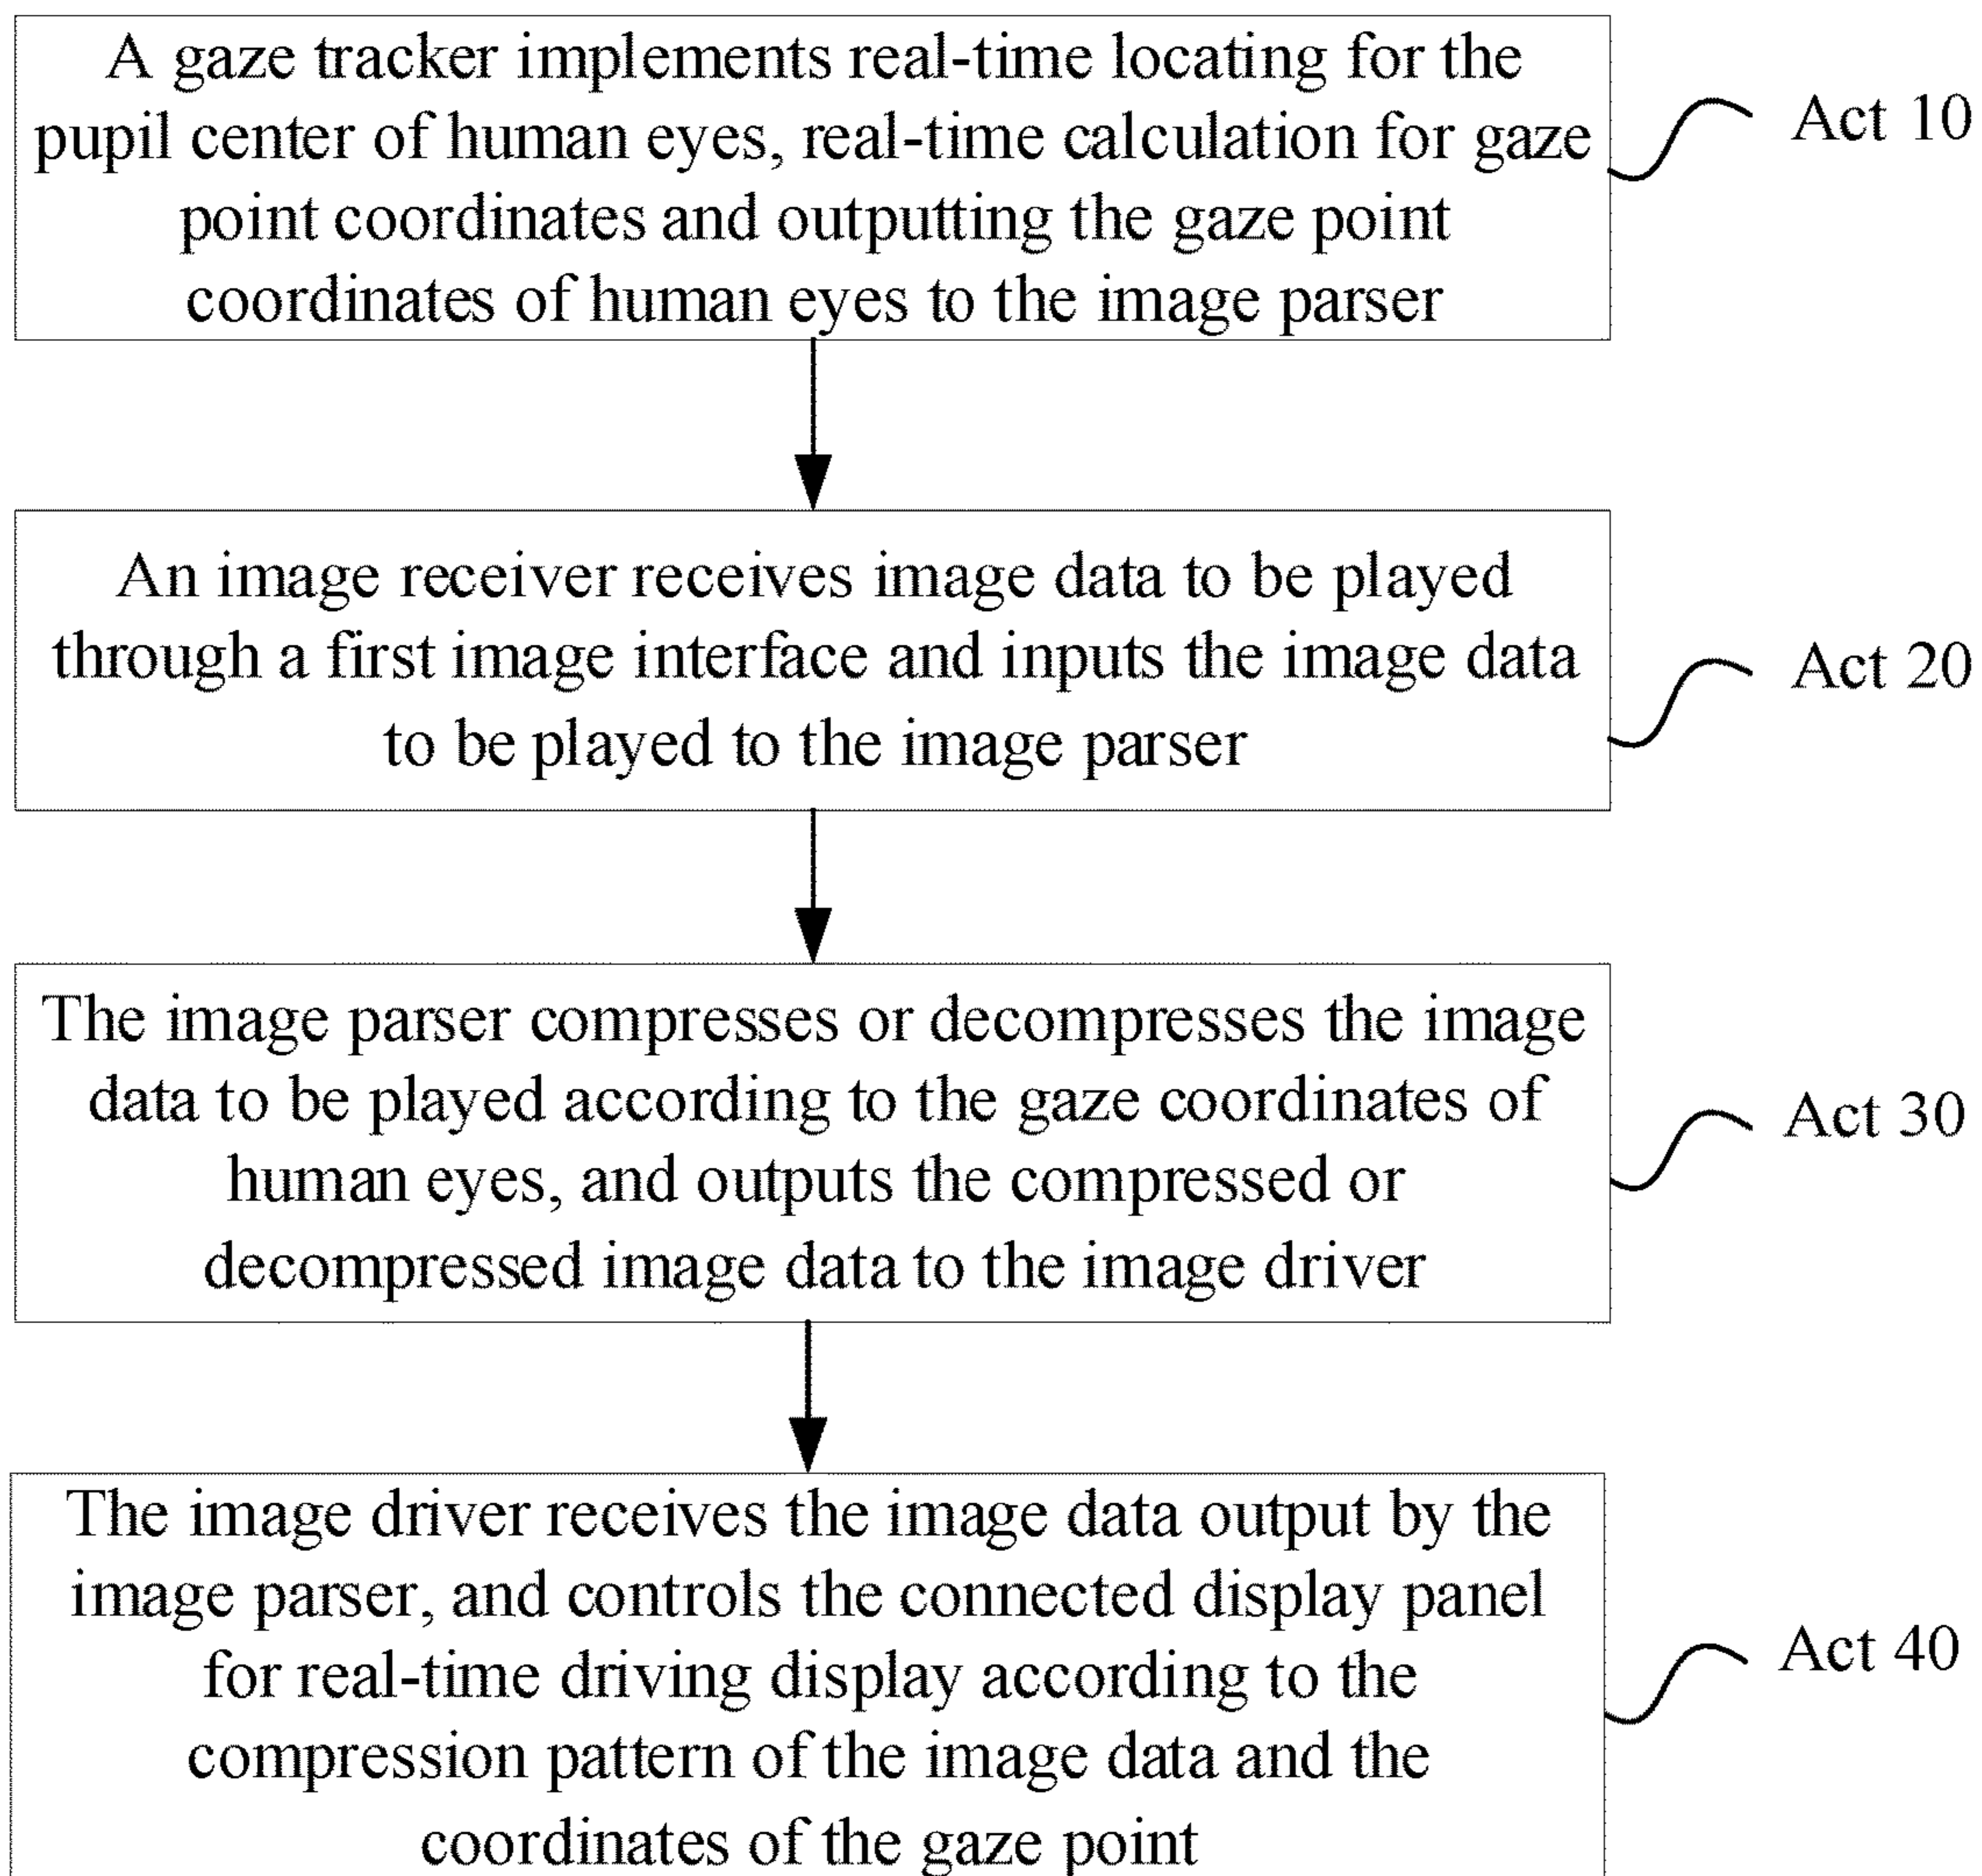 A gaze tracker implements real-time locating for the
pupil center of human eyes, real-time calculation for gaze
point coordinates and outputting the gaze point
coordinates of human eyes to the image parser
Act 10
An image receiver receives image data to be played
through a first image interface and inputs the image data
to be played to the image parser
Act 20
The image parser compresses or decompresses the image
data to be played according to the gaze coordinates of
human eyes, and outputs the compressed or
decompressed image data to the image driver
Act 30
The image driver receives the image data output by the
image parser, and controls the connected display panel
for real-time driving display according to the
compression pattern of the image data and the
coordinates of the gaze point
Act 40